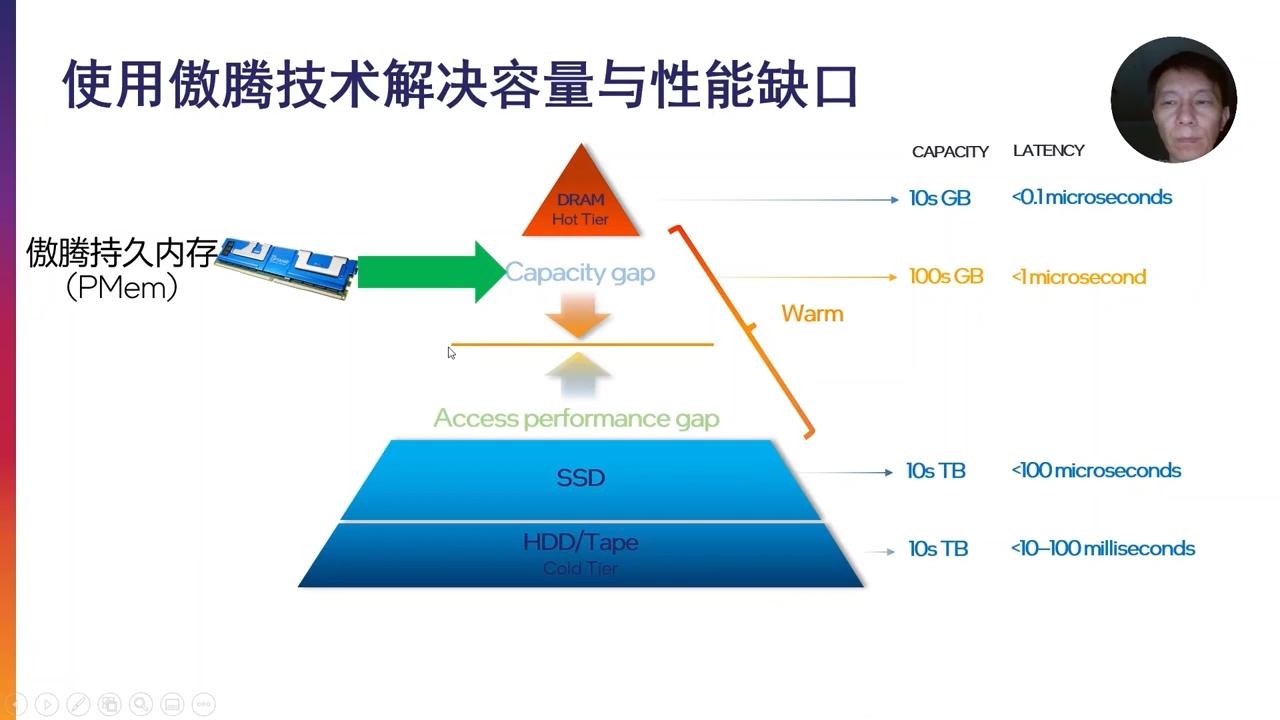 使用傲腾技术解决容量与性能缺口
CAPACITY
LATENCY
DRAM
Hot Tier
10s GB
<0.1 microseconds
傲腾持久内存
（PMem）
Capacity gap
100s GB
<1 microsecond
Warm
Access performance gap
SSD
10s TB
<100 microseconds
HDD/Tape
Cold Tier
10s TB
<10–100 milliseconds